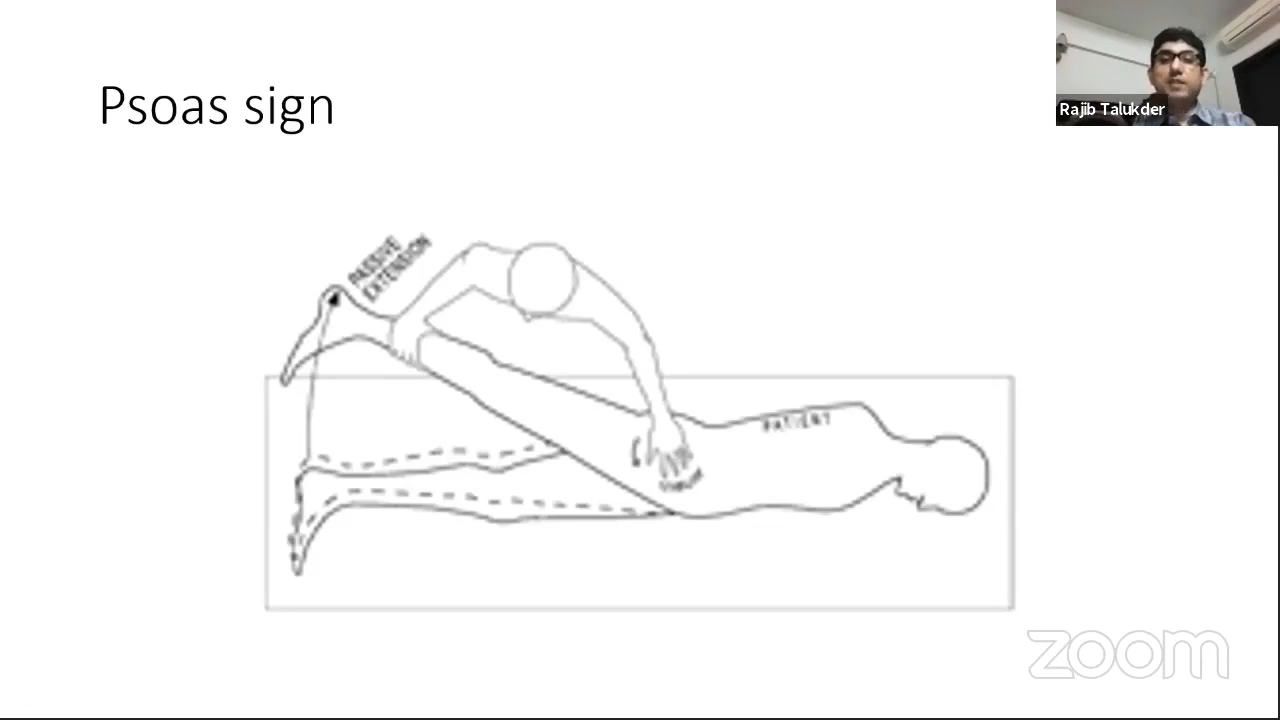 Psoas sign
Rajib Talukder
PASSIVE
EXTENSION
PATIENT
zoom